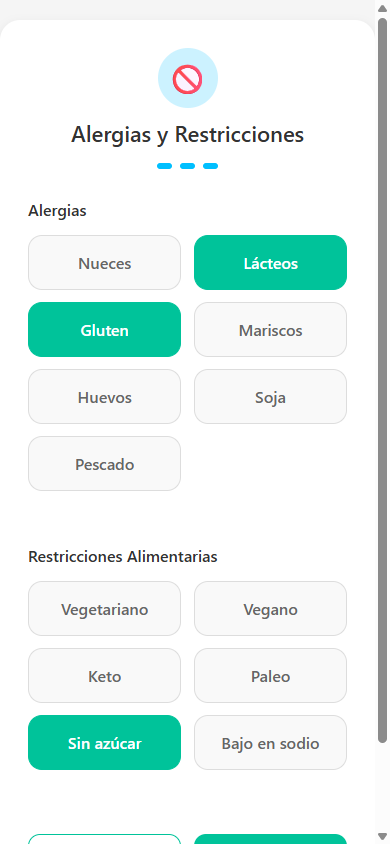 Alergias y Restricciones
Alergias
Nueces
Lácteos
Gluten
Mariscos
Huevos
Soja
Pescado
Restricciones Alimentarias
Vegetariano
Vegano
Keto
Paleo
Sin azúcar
Bajo en sodio